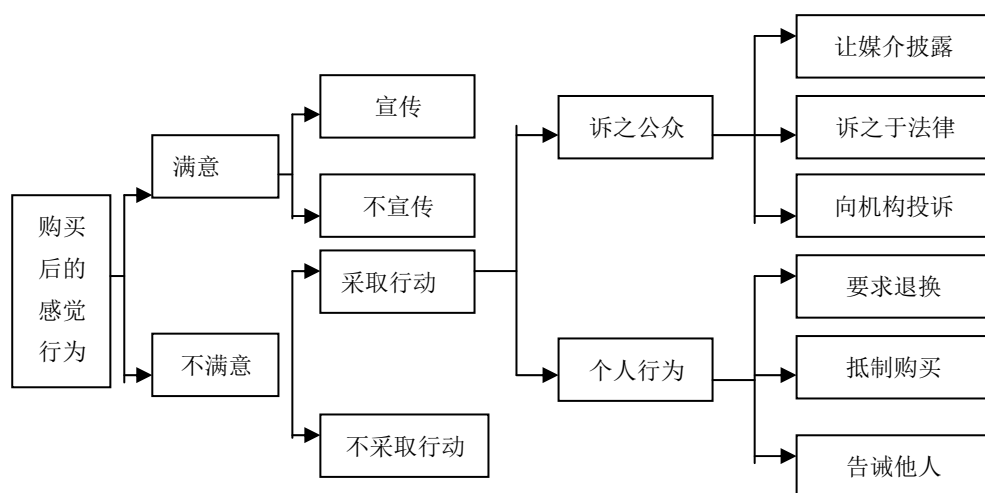 购买
后的
感觉
行为
满意
不满意
宣传
不宣传
采取行动
不采取行动
诉之公众
个人行为
让媒介披露
诉之于法律
向机构投诉
要求退换
抵制购买
告诫他人